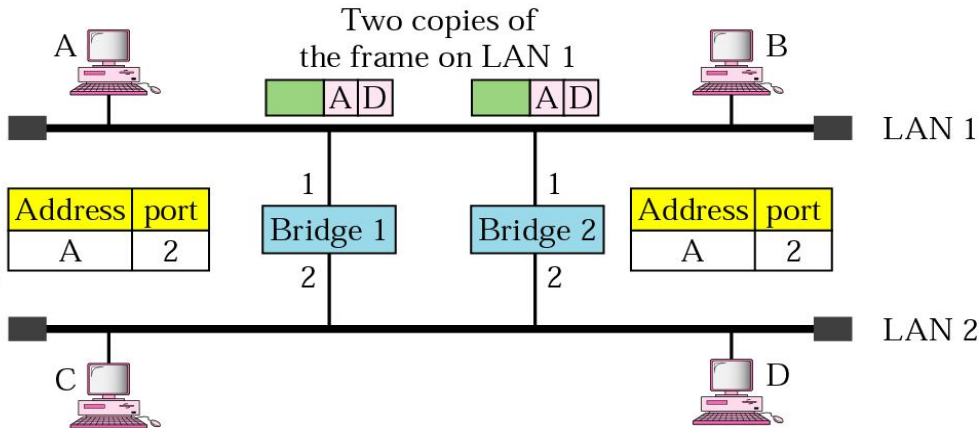 Two copies of
the frame on LAN 1
A
B
A D
A D
LAN 1
1
1
Address port
A 2
Bridge 1
Bridge 2
Address port
A 2
2
2
LAN 2
C
D